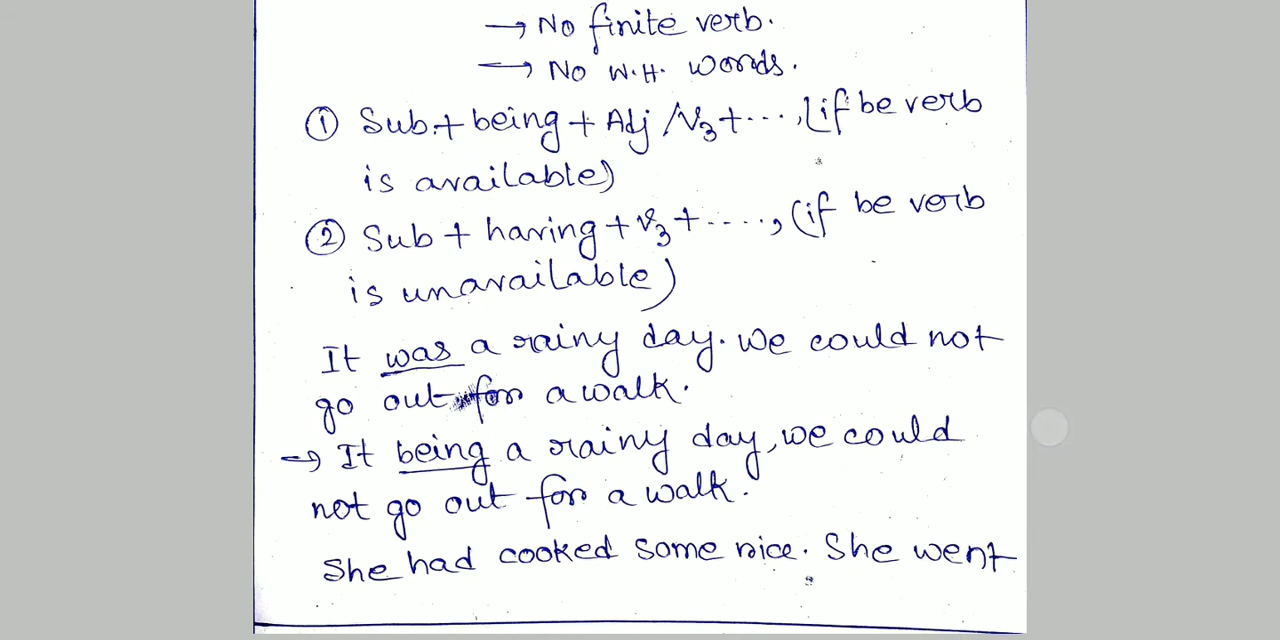 → No finite verb.
→ No W.H. words.
① Sub + being + Adj /V3 + ..., (if be verb
is available)
② Sub + having + V3 + ....., (if be verb
is unavailable)
It was a rainy day. We could not
go out for a walk.
→ It being a rainy day, we could
not go out for a walk.
She had cooked some rice. She went